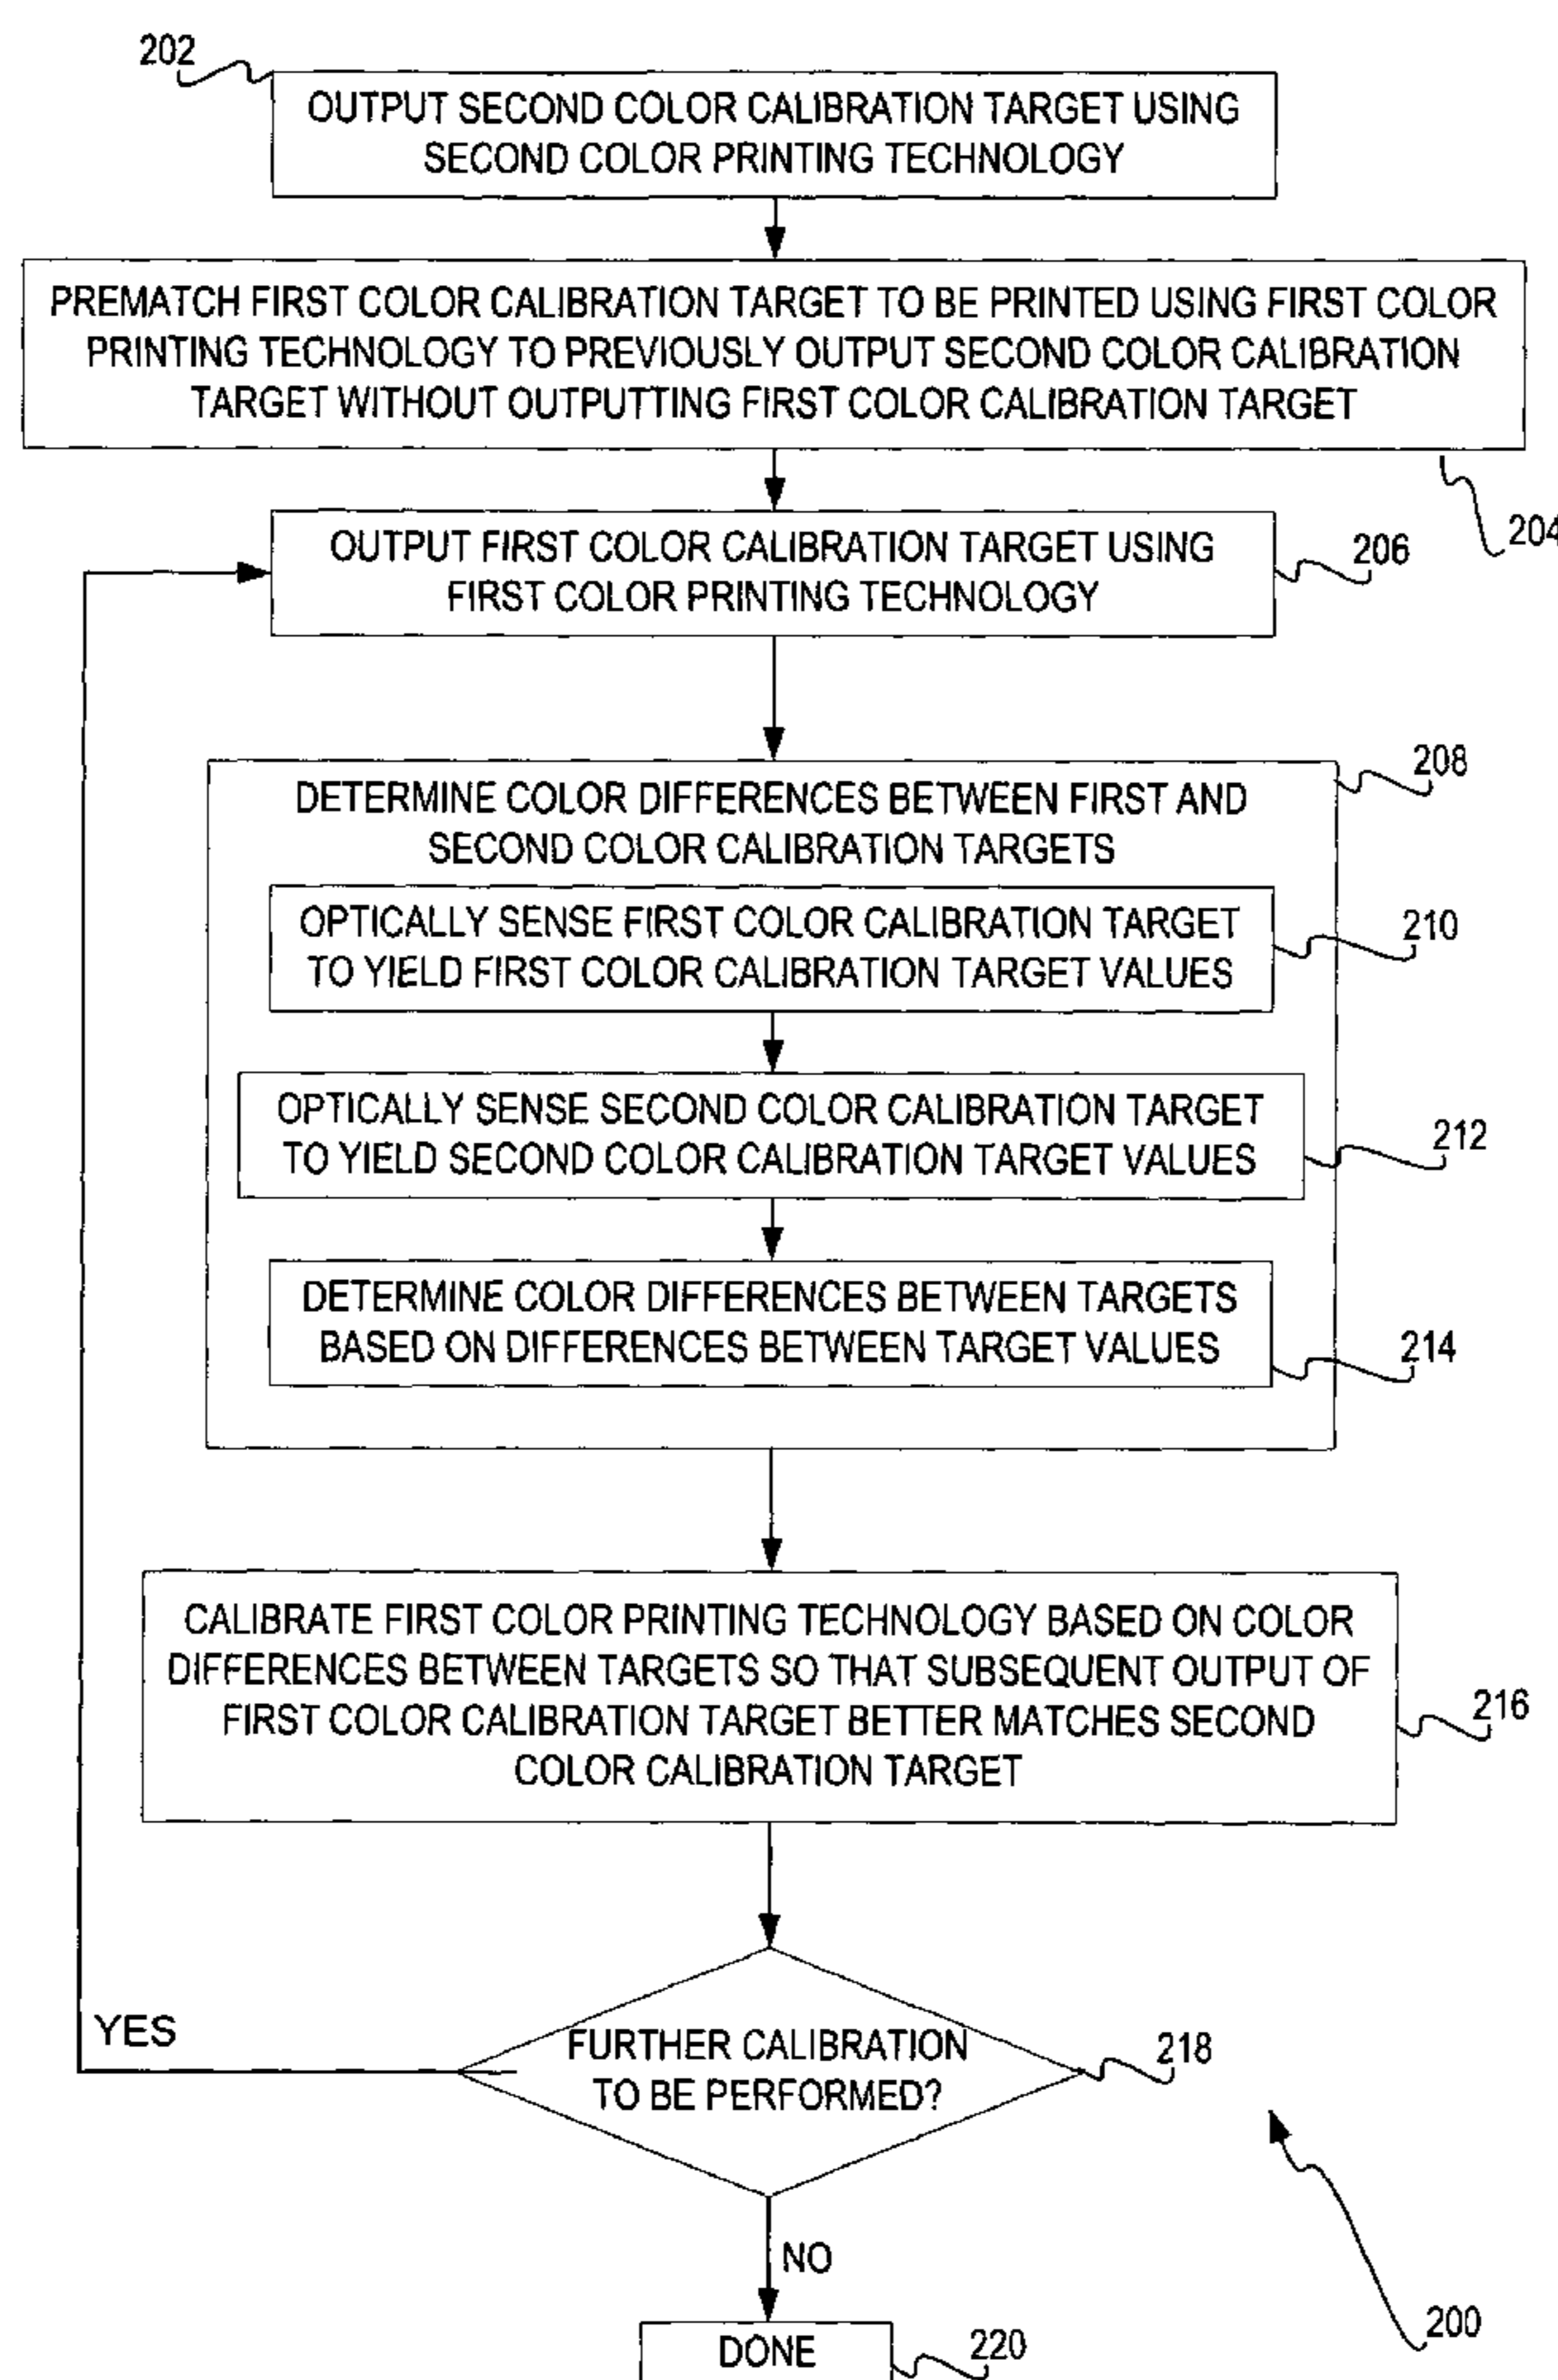 202
OUTPUT SECOND COLOR CALIBRATION TARGET USING
SECOND COLOR PRINTING TECHNOLOGY
PREMATCH FIRST COLOR CALIBRATION TARGET TO BE PRINTED USING FIRST COLOR
PRINTING TECHNOLOGY TO PREVIOUSLY OUTPUT SECOND COLOR CALIBRATION
TARGET WITHOUT OUTPUTTING FIRST COLOR CALIBRATION TARGET
204
OUTPUT FIRST COLOR CALIBRATION TARGET USING
FIRST COLOR PRINTING TECHNOLOGY
206
208
DETERMINE COLOR DIFFERENCES BETWEEN FIRST AND
SECOND COLOR CALIBRATION TARGETS
OPTICALLY SENSE FIRST COLOR CALIBRATION TARGET
TO YIELD FIRST COLOR CALIBRATION TARGET VALUES
210
OPTICALLY SENSE SECOND COLOR CALIBRATION TARGET
TO YIELD SECOND COLOR CALIBRATION TARGET VALUES
212
DETERMINE COLOR DIFFERENCES BETWEEN TARGETS
BASED ON DIFFERENCES BETWEEN TARGET VALUES
214
CALIBRATE FIRST COLOR PRINTING TECHNOLOGY BASED ON COLOR
DIFFERENCES BETWEEN TARGETS SO THAT SUBSEQUENT OUTPUT OF
FIRST COLOR CALIBRATION TARGET BETTER MATCHES SECOND
COLOR CALIBRATION TARGET
216
YES
FURTHER CALIBRATION
TO BE PERFORMED?
218
NO
200
DONE
220